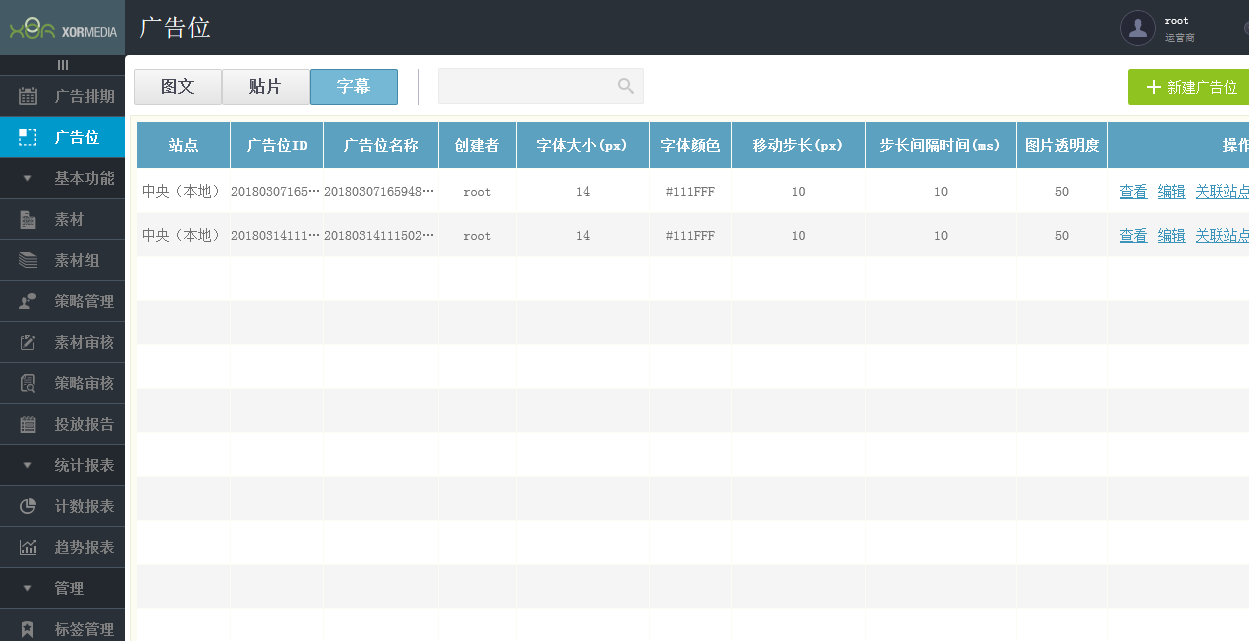 XOR XORMEDIA
广告位
root
运营商
广告排期
广告位
基本功能
素材
素材组
策略管理
素材审核
策略审核
投放报告
统计报表
计数报表
趋势报表
管理
标签管理
图文 贴片 字幕
新建广告位
站点 广告位ID 广告位名称 创建者 字体大小(px) 字体颜色 移动步长(px) 步长间隔时间(ms) 图片透明度 操作
中央（本地） 20180307165… 20180307165948… root 14 #111FFF 10 10 50 查看 编辑 关联站点
中央（本地） 20180314111… 20180314111502… root 14 #111FFF 10 10 50 查看 编辑 关联站点